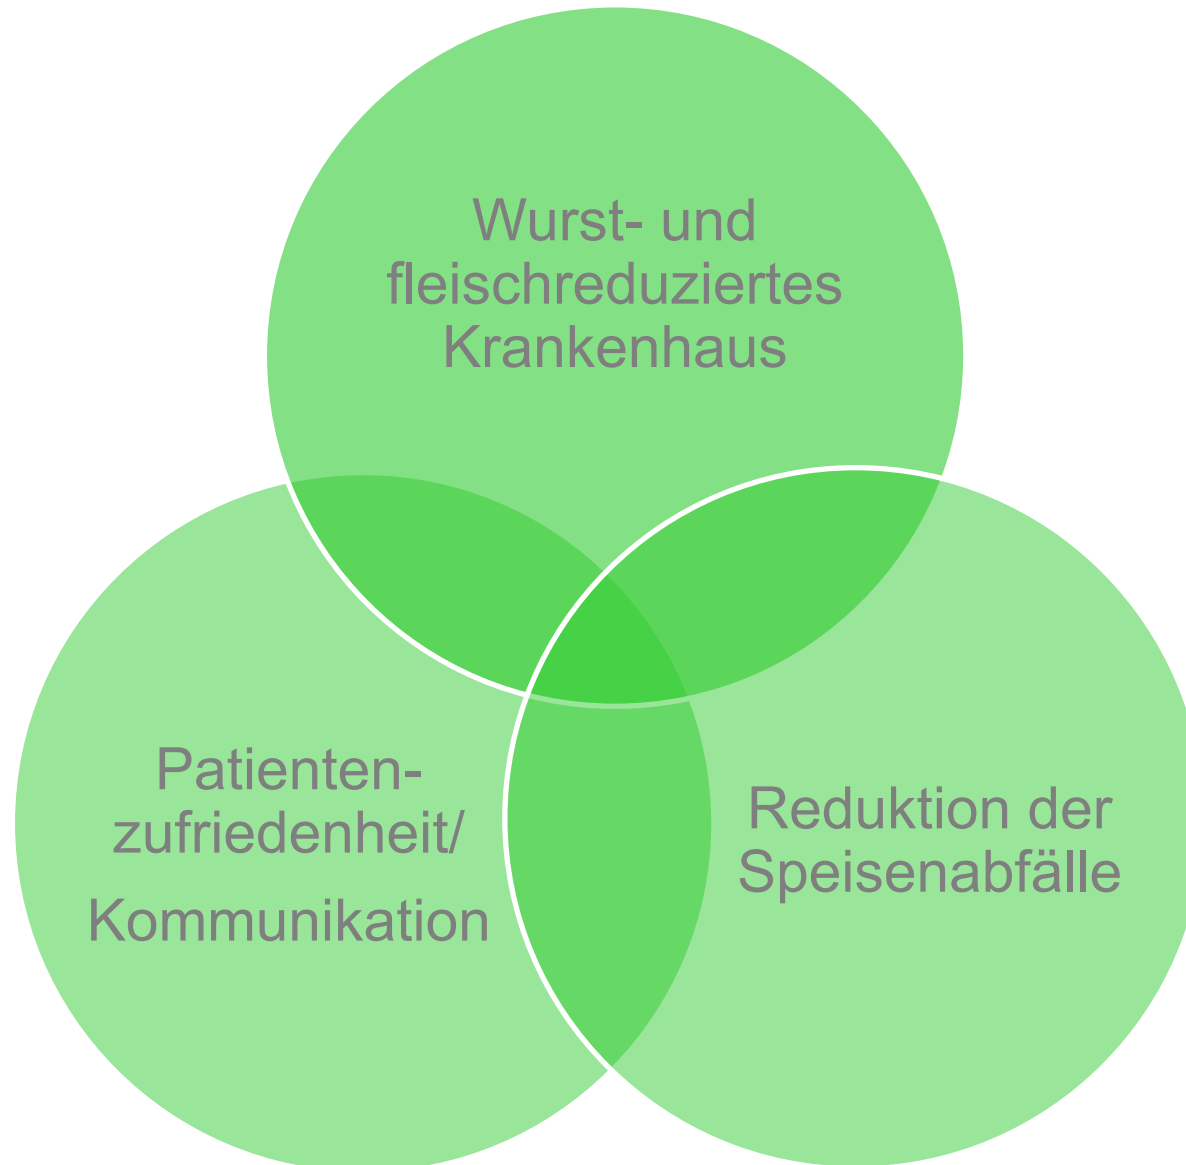 Wurst- und
fleischreduziertes
Krankenhaus
Patienten-
zufriedenheit/
Kommunikation
Reduktion der
Speisenabfälle